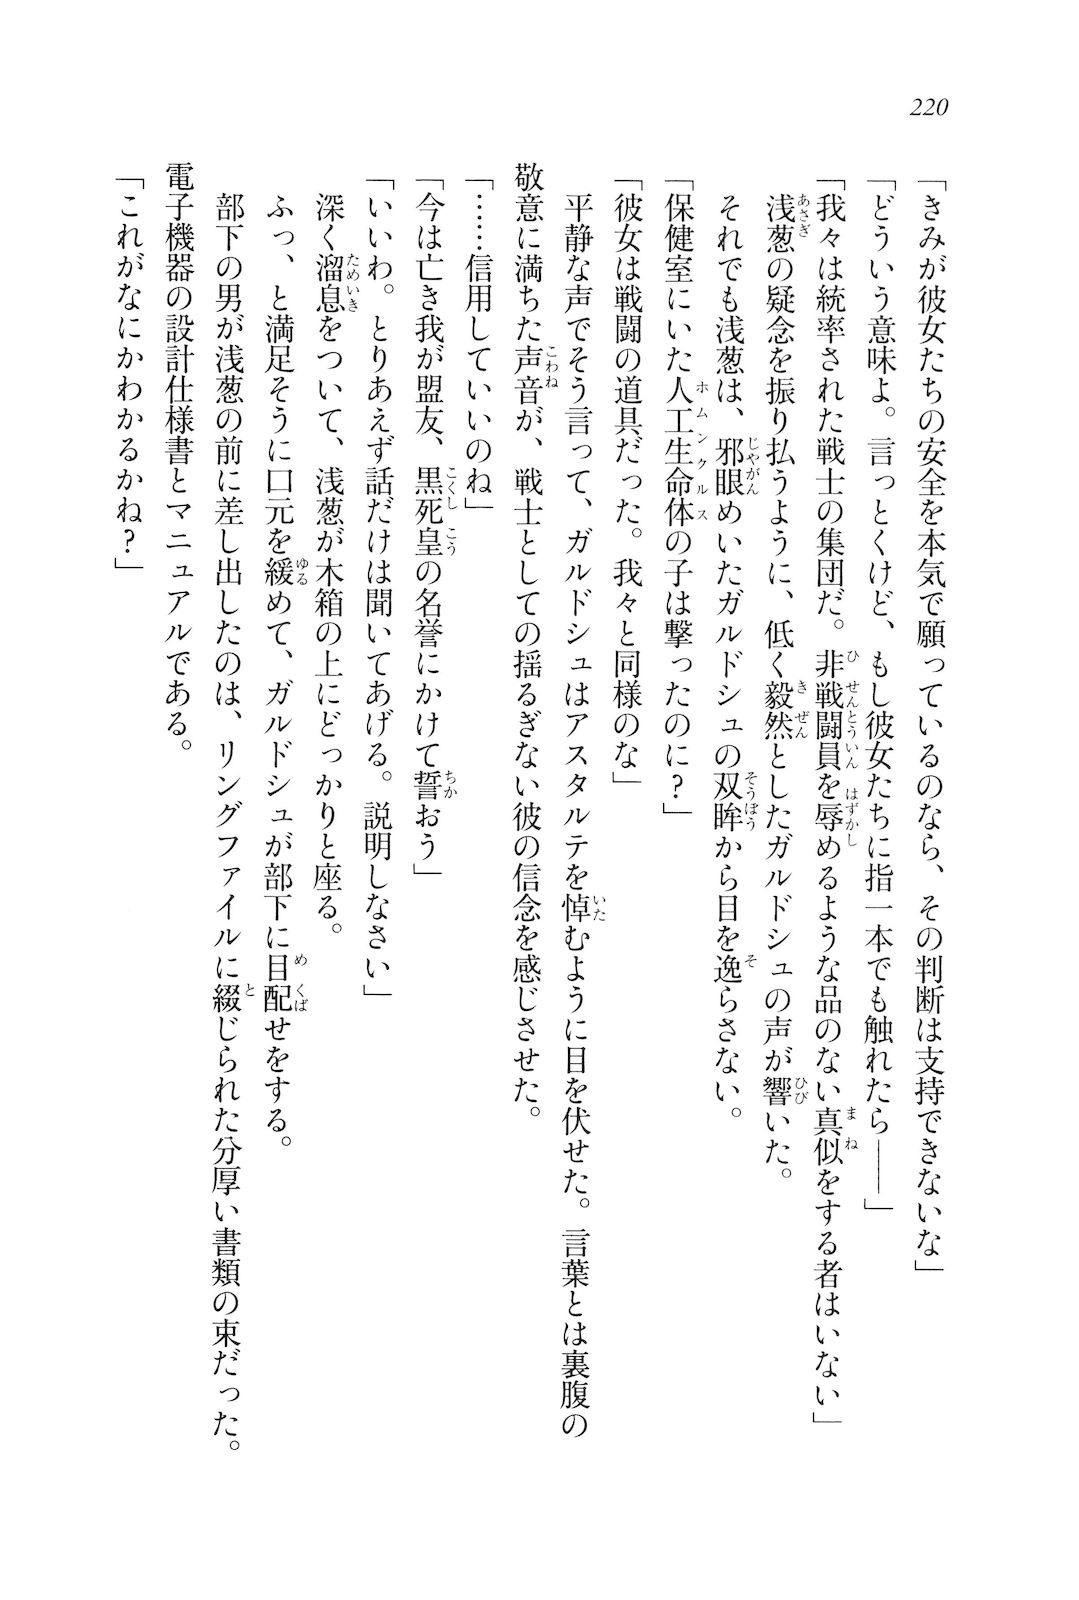 220
「きみが彼女たちの安全を本気で願っているのなら、その判断は支持できないな」
「どういう意味よ。言っとくけど、もし彼女たちに指一本でも触れたら――」
「我々は統率された戦士の集団だ。非戦闘員を辱めるような品のない真似をする者はいない」
浅葱の疑念を振り払うように、低く毅然としたガルドシュの声が響いた。
それでも浅葱は、邪眼めいたガルドシュの双眸から目を逸らさない。
「保健室にいた人工生命体の子は撃ったのに？」
「彼女は戦闘の道具だった。我々と同様のな」
平静な声でそう言って、ガルドシュはアスタルテを悼むように目を伏せた。言葉とは裏腹の
敬意に満ちた声音が、戦士としての揺るぎない彼の信念を感じさせた。
「……信用していいのね」
「今は亡き我が盟友、黒死皇の名誉にかけて誓おう」
「いいわ。とりあえず話だけは聞いてあげる。説明しなさい」
深く溜息をついて、浅葱が木箱の上にどっかりと座る。
ふっ、と満足そうに口元を緩めて、ガルドシュが部下に目配せをする。
部下の男が浅葱の前に差し出したのは、リングファイルに綴じられた分厚い書類の束だった。
電子機器の設計仕様書とマニュアルである。
「これがなにかわかるかね？」